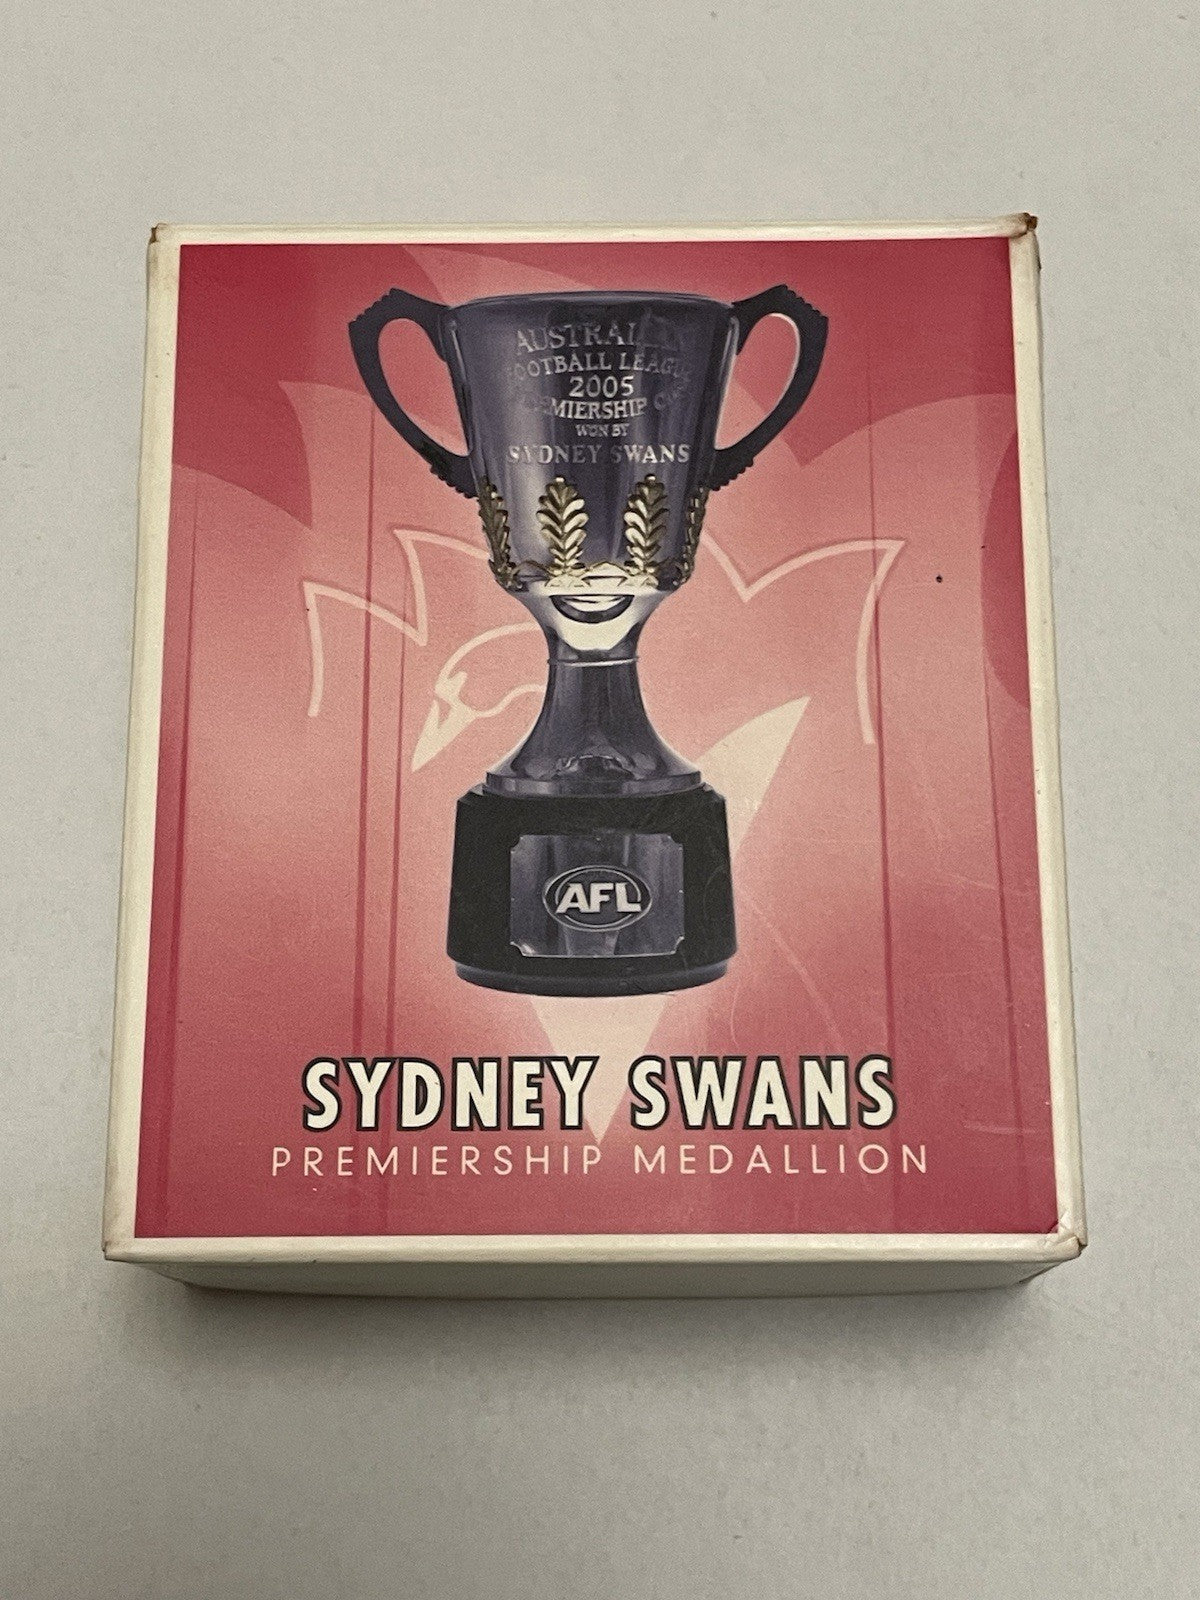 AUSTRALIAN
FOOTBALL LEAGUE
2005
PREMIERSHIP CUP
WON BY
SYDNEY SWANS
AFL
SYDNEY SWANS
PREMIERSHIP MEDALLION